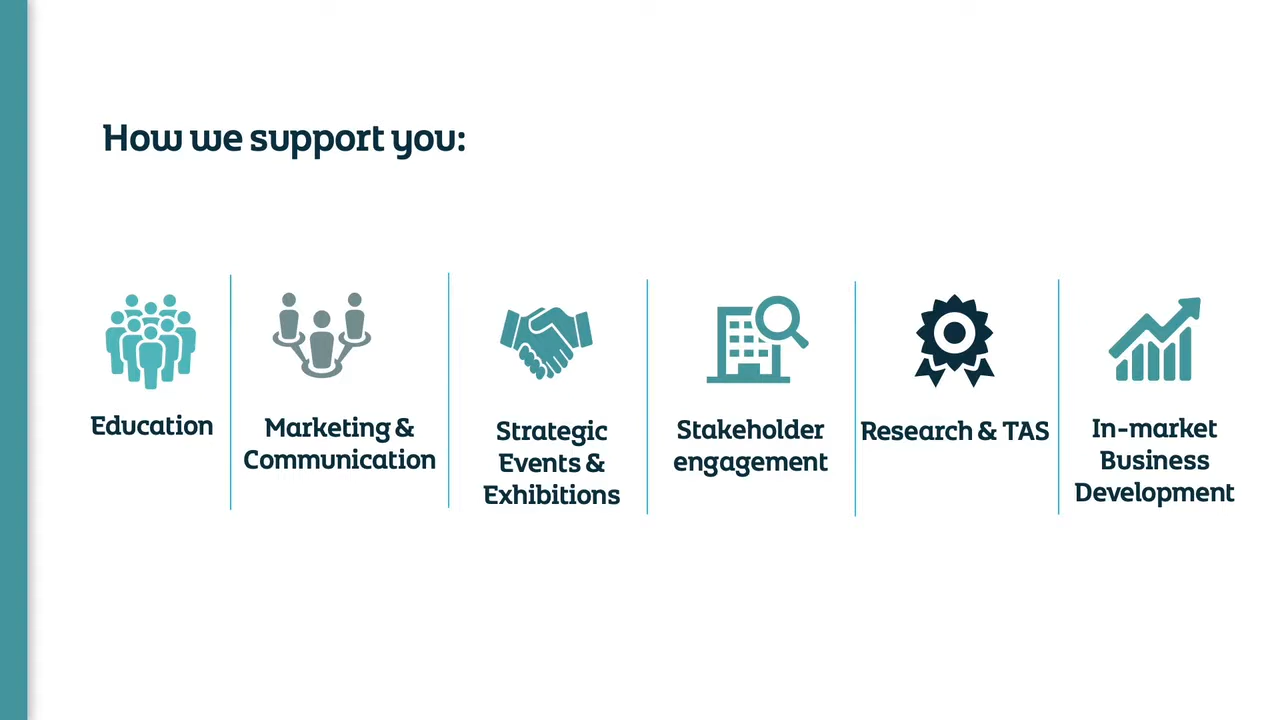 How we support you:
Education
Marketing &
Communication
Strategic
Events &
Exhibitions
Stakeholder
engagement
Research & TAS
In-market
Business
Development